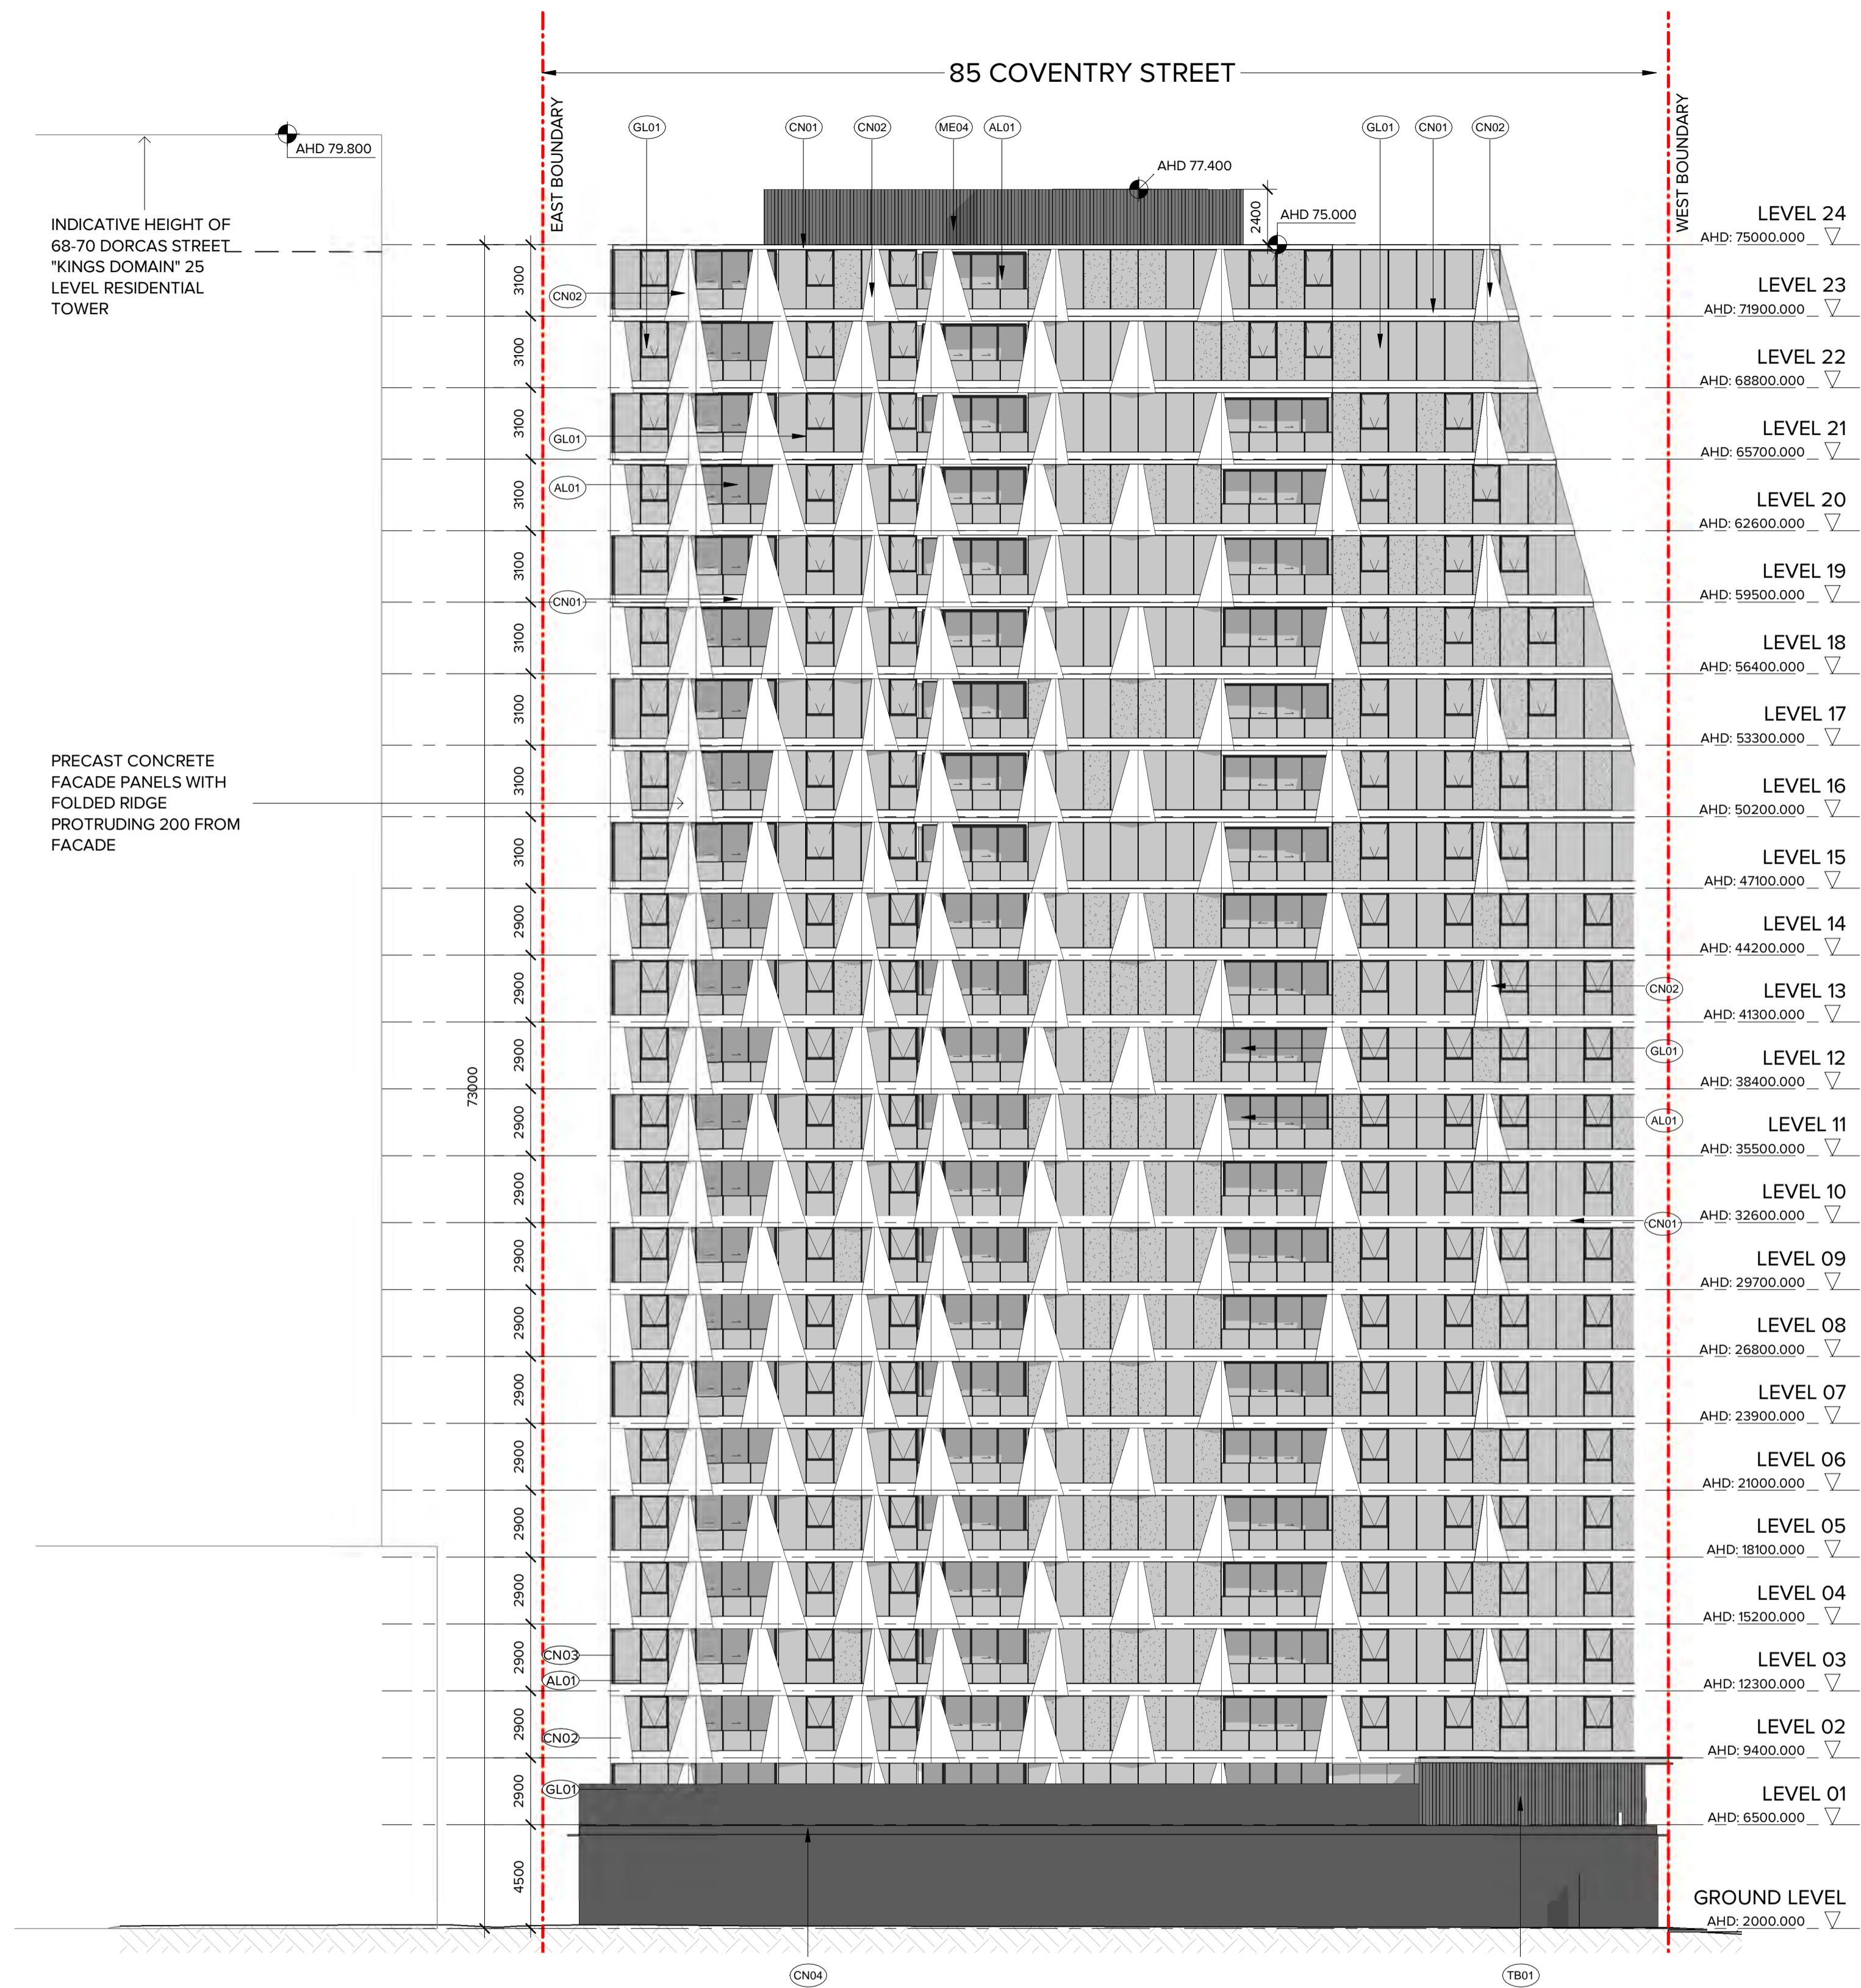 85 COVENTRY STREET
EAST BOUNDARY
WEST BOUNDARY
GL01
CN01
CN02
ME04
AL01
GL01
CN01
CN02
AHD 79.800
AHD 77.400
2400
AHD 75.000
INDICATIVE HEIGHT OF
68-70 DORCAS STREET
"KINGS DOMAIN" 25
LEVEL RESIDENTIAL
TOWER
PRECAST CONCRETE
FACADE PANELS WITH
FOLDED RIDGE
PROTRUDING 200 FROM
FACADE
73000
3100
3100
3100
3100
3100
3100
3100
3100
3100
2900
2900
2900
2900
2900
2900
2900
2900
2900
2900
2900
2900
2900
2900
4500
CN02
GL01
AL01
CN01
CN03
AL01
CN02
GL01
CN02
GL01
AL01
CN01
LEVEL 24
AHD: 75000.000
LEVEL 23
AHD: 71900.000
LEVEL 22
AHD: 68800.000
LEVEL 21
AHD: 65700.000
LEVEL 20
AHD: 62600.000
LEVEL 19
AHD: 59500.000
LEVEL 18
AHD: 56400.000
LEVEL 17
AHD: 53300.000
LEVEL 16
AHD: 50200.000
LEVEL 15
AHD: 47100.000
LEVEL 14
AHD: 44200.000
LEVEL 13
AHD: 41300.000
LEVEL 12
AHD: 38400.000
LEVEL 11
AHD: 35500.000
LEVEL 10
AHD: 32600.000
LEVEL 09
AHD: 29700.000
LEVEL 08
AHD: 26800.000
LEVEL 07
AHD: 23900.000
LEVEL 06
AHD: 21000.000
LEVEL 05
AHD: 18100.000
LEVEL 04
AHD: 15200.000
LEVEL 03
AHD: 12300.000
LEVEL 02
AHD: 9400.000
LEVEL 01
AHD: 6500.000
GROUND LEVEL
AHD: 2000.000
CN04
TB01